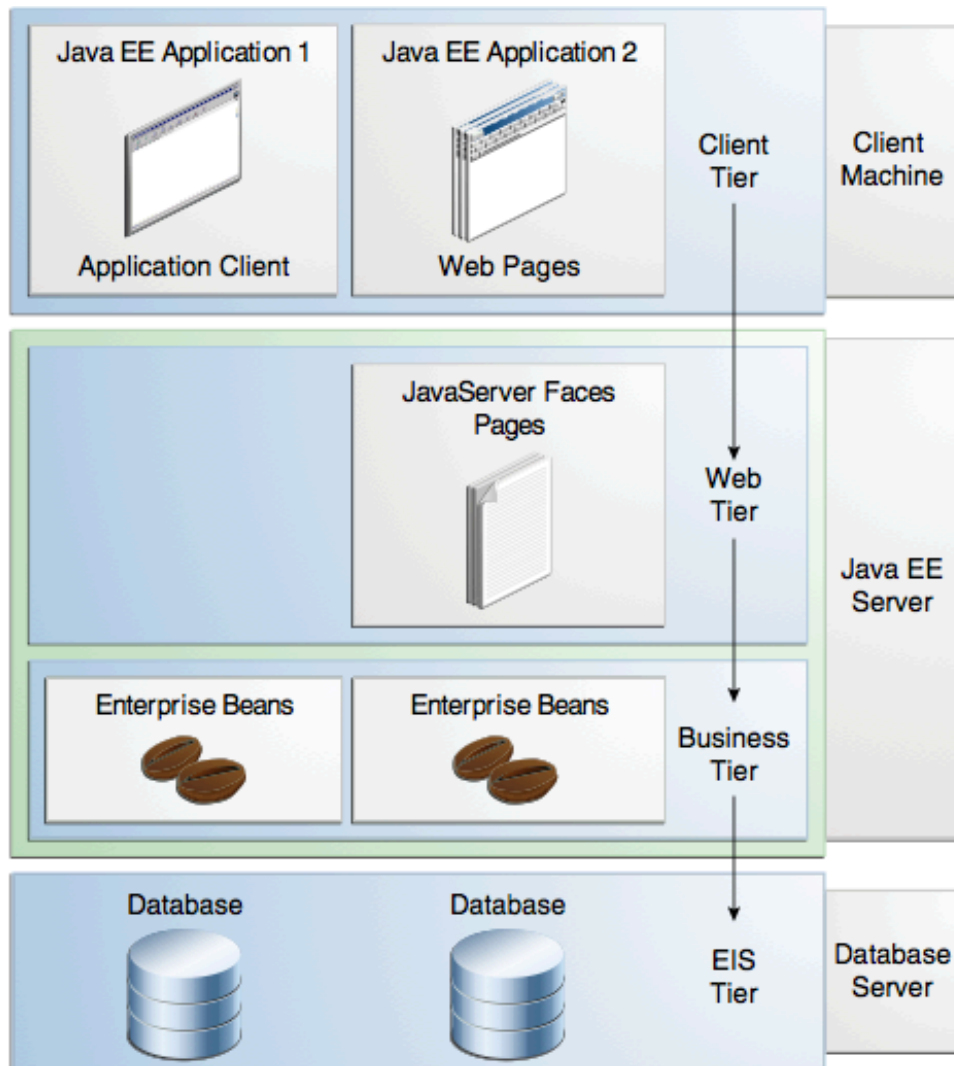 Java EE Application 1
Java EE Application 2
Application Client
Web Pages
Client
Tier
Client
Machine
JavaServer Faces
Pages
Web
Tier
Java EE
Server
Enterprise Beans
Enterprise Beans
Business
Tier
Database
Database
EIS
Tier
Database
Server